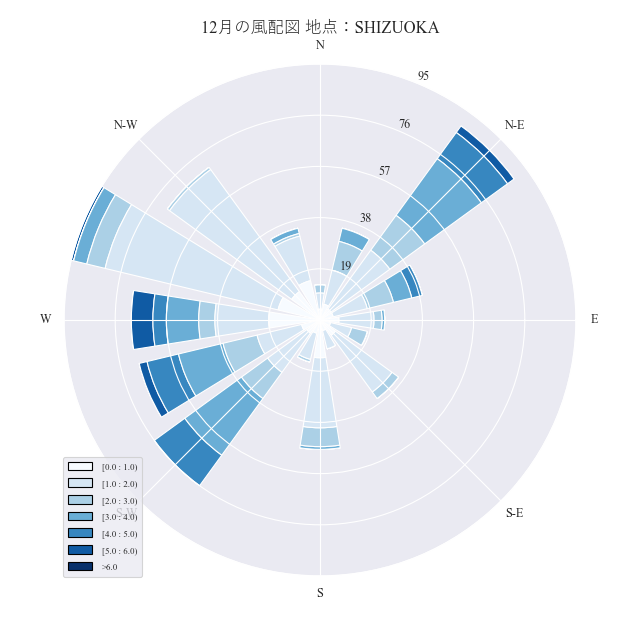 12月の風配図 地点：SHIZUOKA
N
95
N-W
76
N-E
57
38
19
W
E
[0.0 : 1.0)
[1.0 : 2.0)
[2.0 : 3.0)
[3.0 : 4.0)
[4.0 : 5.0)
[5.0 : 6.0)
>6.0
S-W
S-E
S